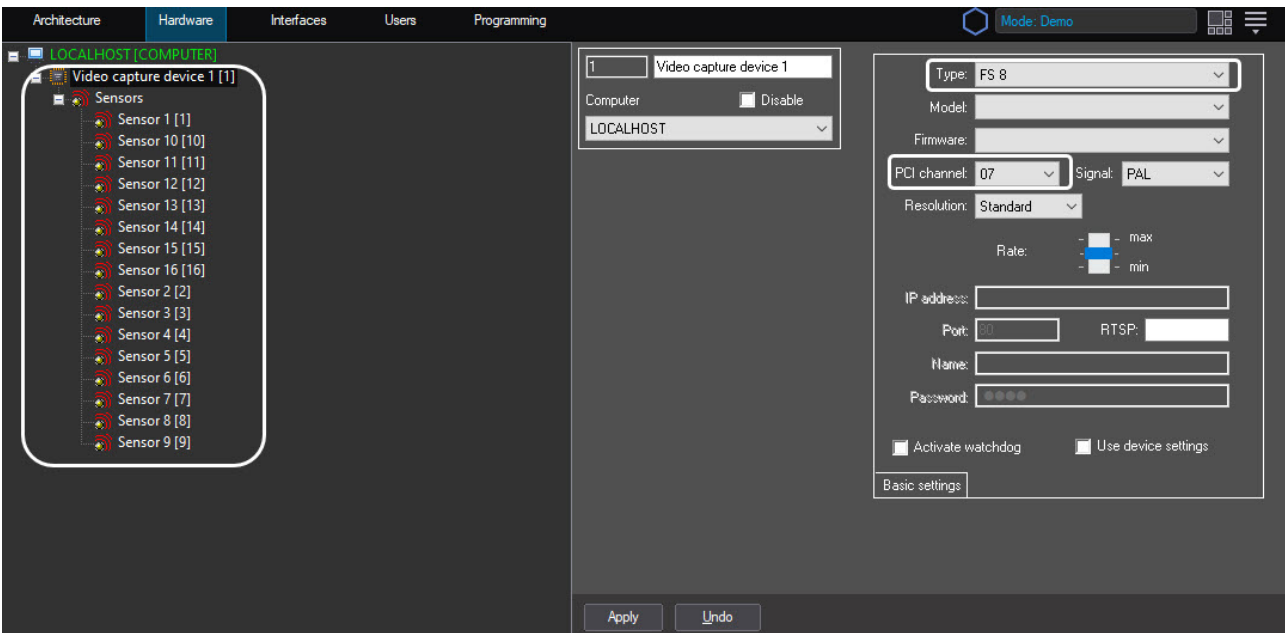 Architecture Hardware Interfaces Users Programming Mode: Demo
LOCALHOST [COMPUTER]
Video capture device 1 [1]
Sensors
Sensor 1 [1]
Sensor 10 [10]
Sensor 11 [11]
Sensor 12 [12]
Sensor 13 [13]
Sensor 14 [14]
Sensor 15 [15]
Sensor 16 [16]
Sensor 2 [2]
Sensor 3 [3]
Sensor 4 [4]
Sensor 5 [5]
Sensor 6 [6]
Sensor 7 [7]
Sensor 8 [8]
Sensor 9 [9]
1 Video capture device 1
Computer Disable
LOCALHOST
Type: FS 8
Model:
Firmware:
PCI channel: 07 Signal: PAL
Resolution: Standard
Rate: max
min
IP address:
Port: 80 RTSP:
Name:
Password:
Activate watchdog Use device settings
Basic settings
Apply Undo